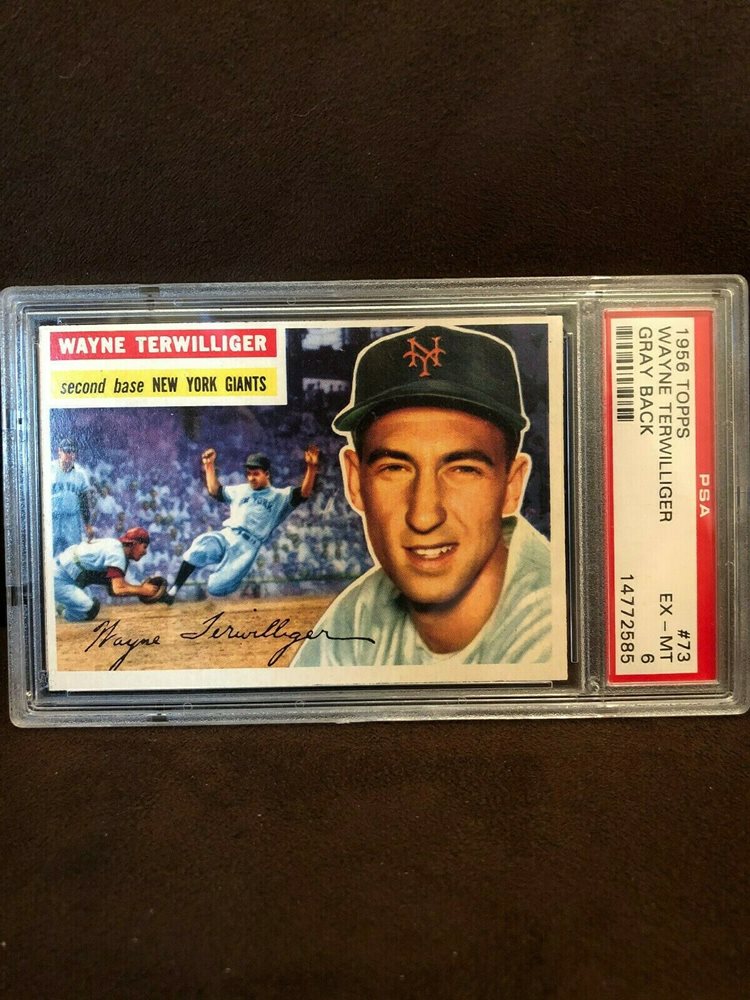 WAYNE TERWILLIGER
second base NEW YORK GIANTS
NY
Wayne Terwilliger
PSA
1956 TOPPS #73
WAYNE TERWILLIGER EX - MT
GRAY BACK 6
14772585